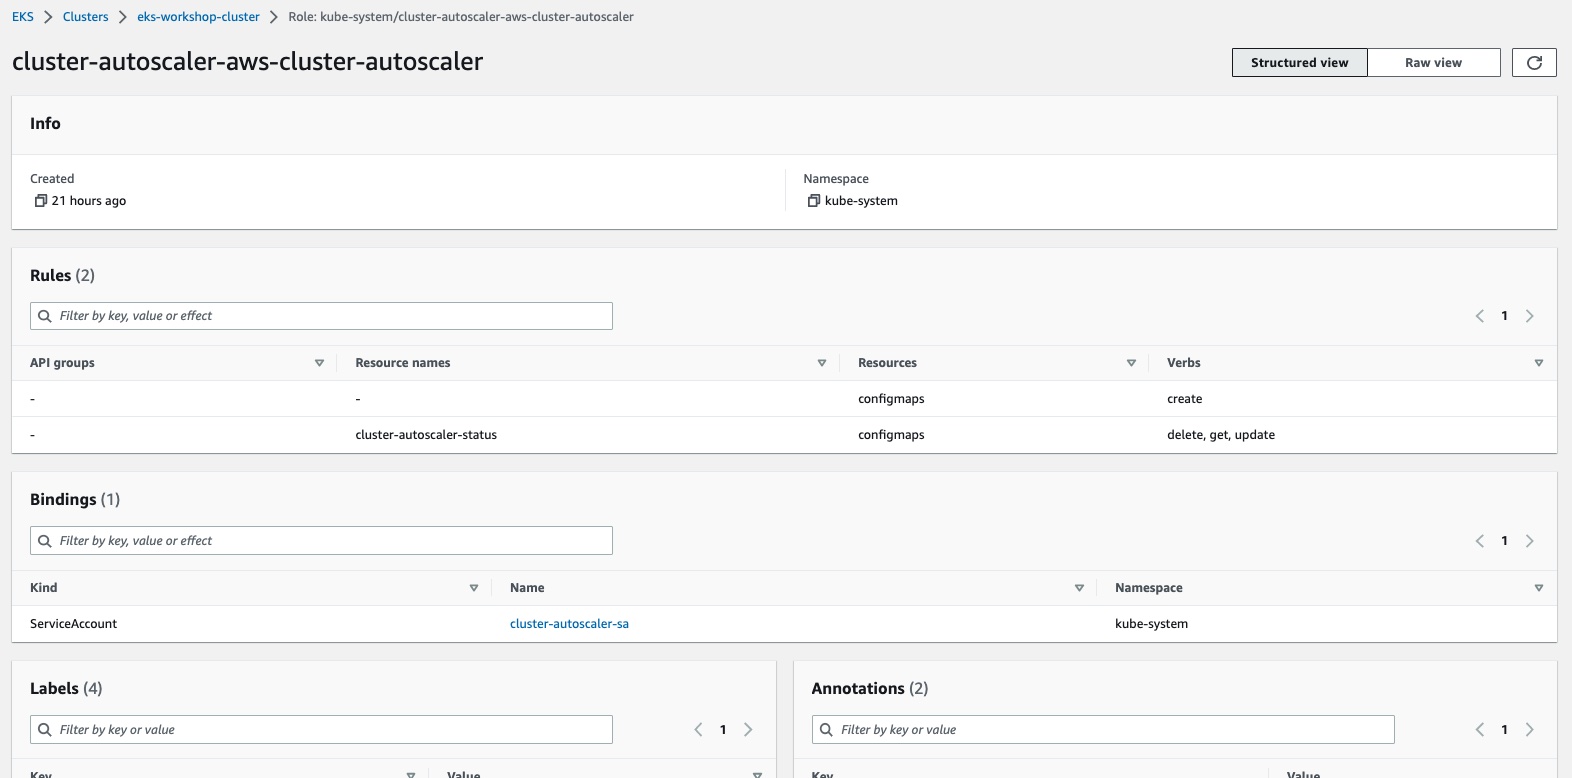 EKS > Clusters > eks-workshop-cluster > Role: kube-system/cluster-autoscaler-aws-cluster-autoscaler
cluster-autoscaler-aws-cluster-autoscaler
Structured view Raw view
Info
Created Namespace
21 hours ago kube-system
Rules (2)
Filter by key, value or effect 1
API groups Resource names Resources Verbs
- - configmaps create
- cluster-autoscaler-status configmaps delete, get, update
Bindings (1)
Filter by key, value or effect 1
Kind Name Namespace
ServiceAccount cluster-autoscaler-sa kube-system
Labels (4) Annotations (2)
Filter by key or value 1 Filter by key or value 1
Key Value Key Value